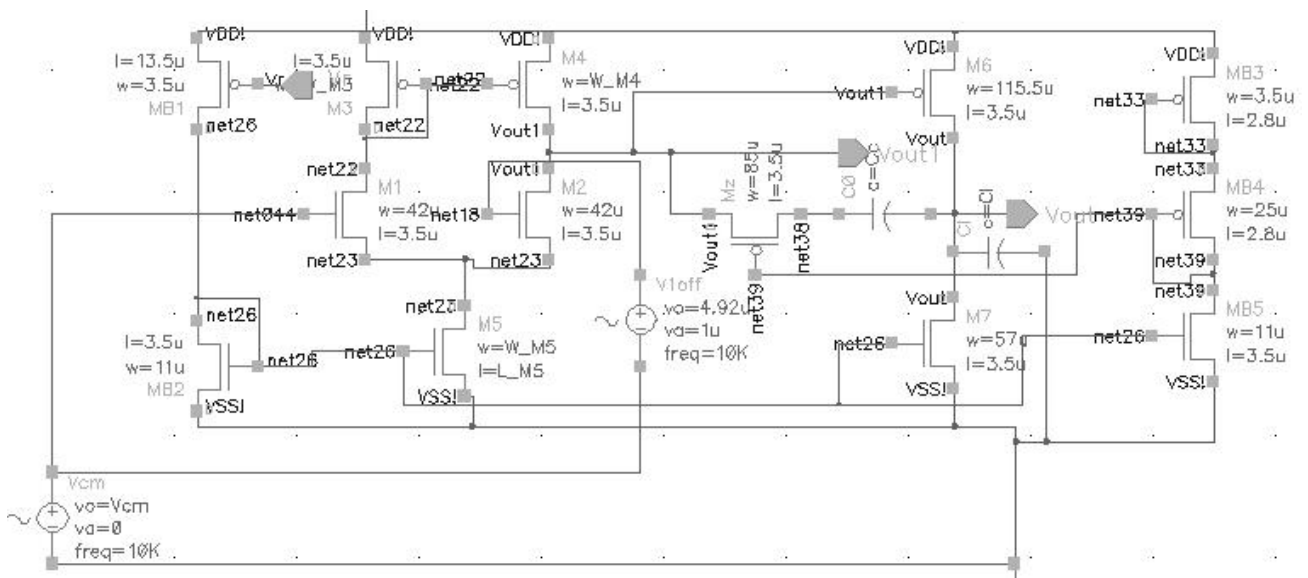 VDD!
l=13.5u
w=3.5u
MB1
net26
VDD!
l=3.5u
M3
net22
net22
VDD!
M4
w=W_M4
l=3.5u
Vout1
Vout1
net22
M1
w=42u
l=3.5u
net044
net23
net18
M2
w=42u
l=3.5u
net23
net26
l=3.5u
w=11u
MB2
net26
VSS!
net23
M5
w=W_M5
l=L_M5
net26
VSS!
V1off
va=1u
freq=10K
Mz
w=85u
l=3.5u
Vout1
net38
net39
C0
Vout1
VDD!
M6
w=115.5u
l=3.5u
Vout1
Vout
Vout
c=Cl
Cl
Vout
M7
w=57u
l=3.5u
net26
VSS!
VDD!
MB3
w=3.5u
l=2.8u
net33
net33
net33
MB4
w=25u
l=2.8u
net39
net39
net39
MB5
w=11u
l=3.5u
net26
VSS!
Vcm
vo=Vcm
va=0
freq=10K